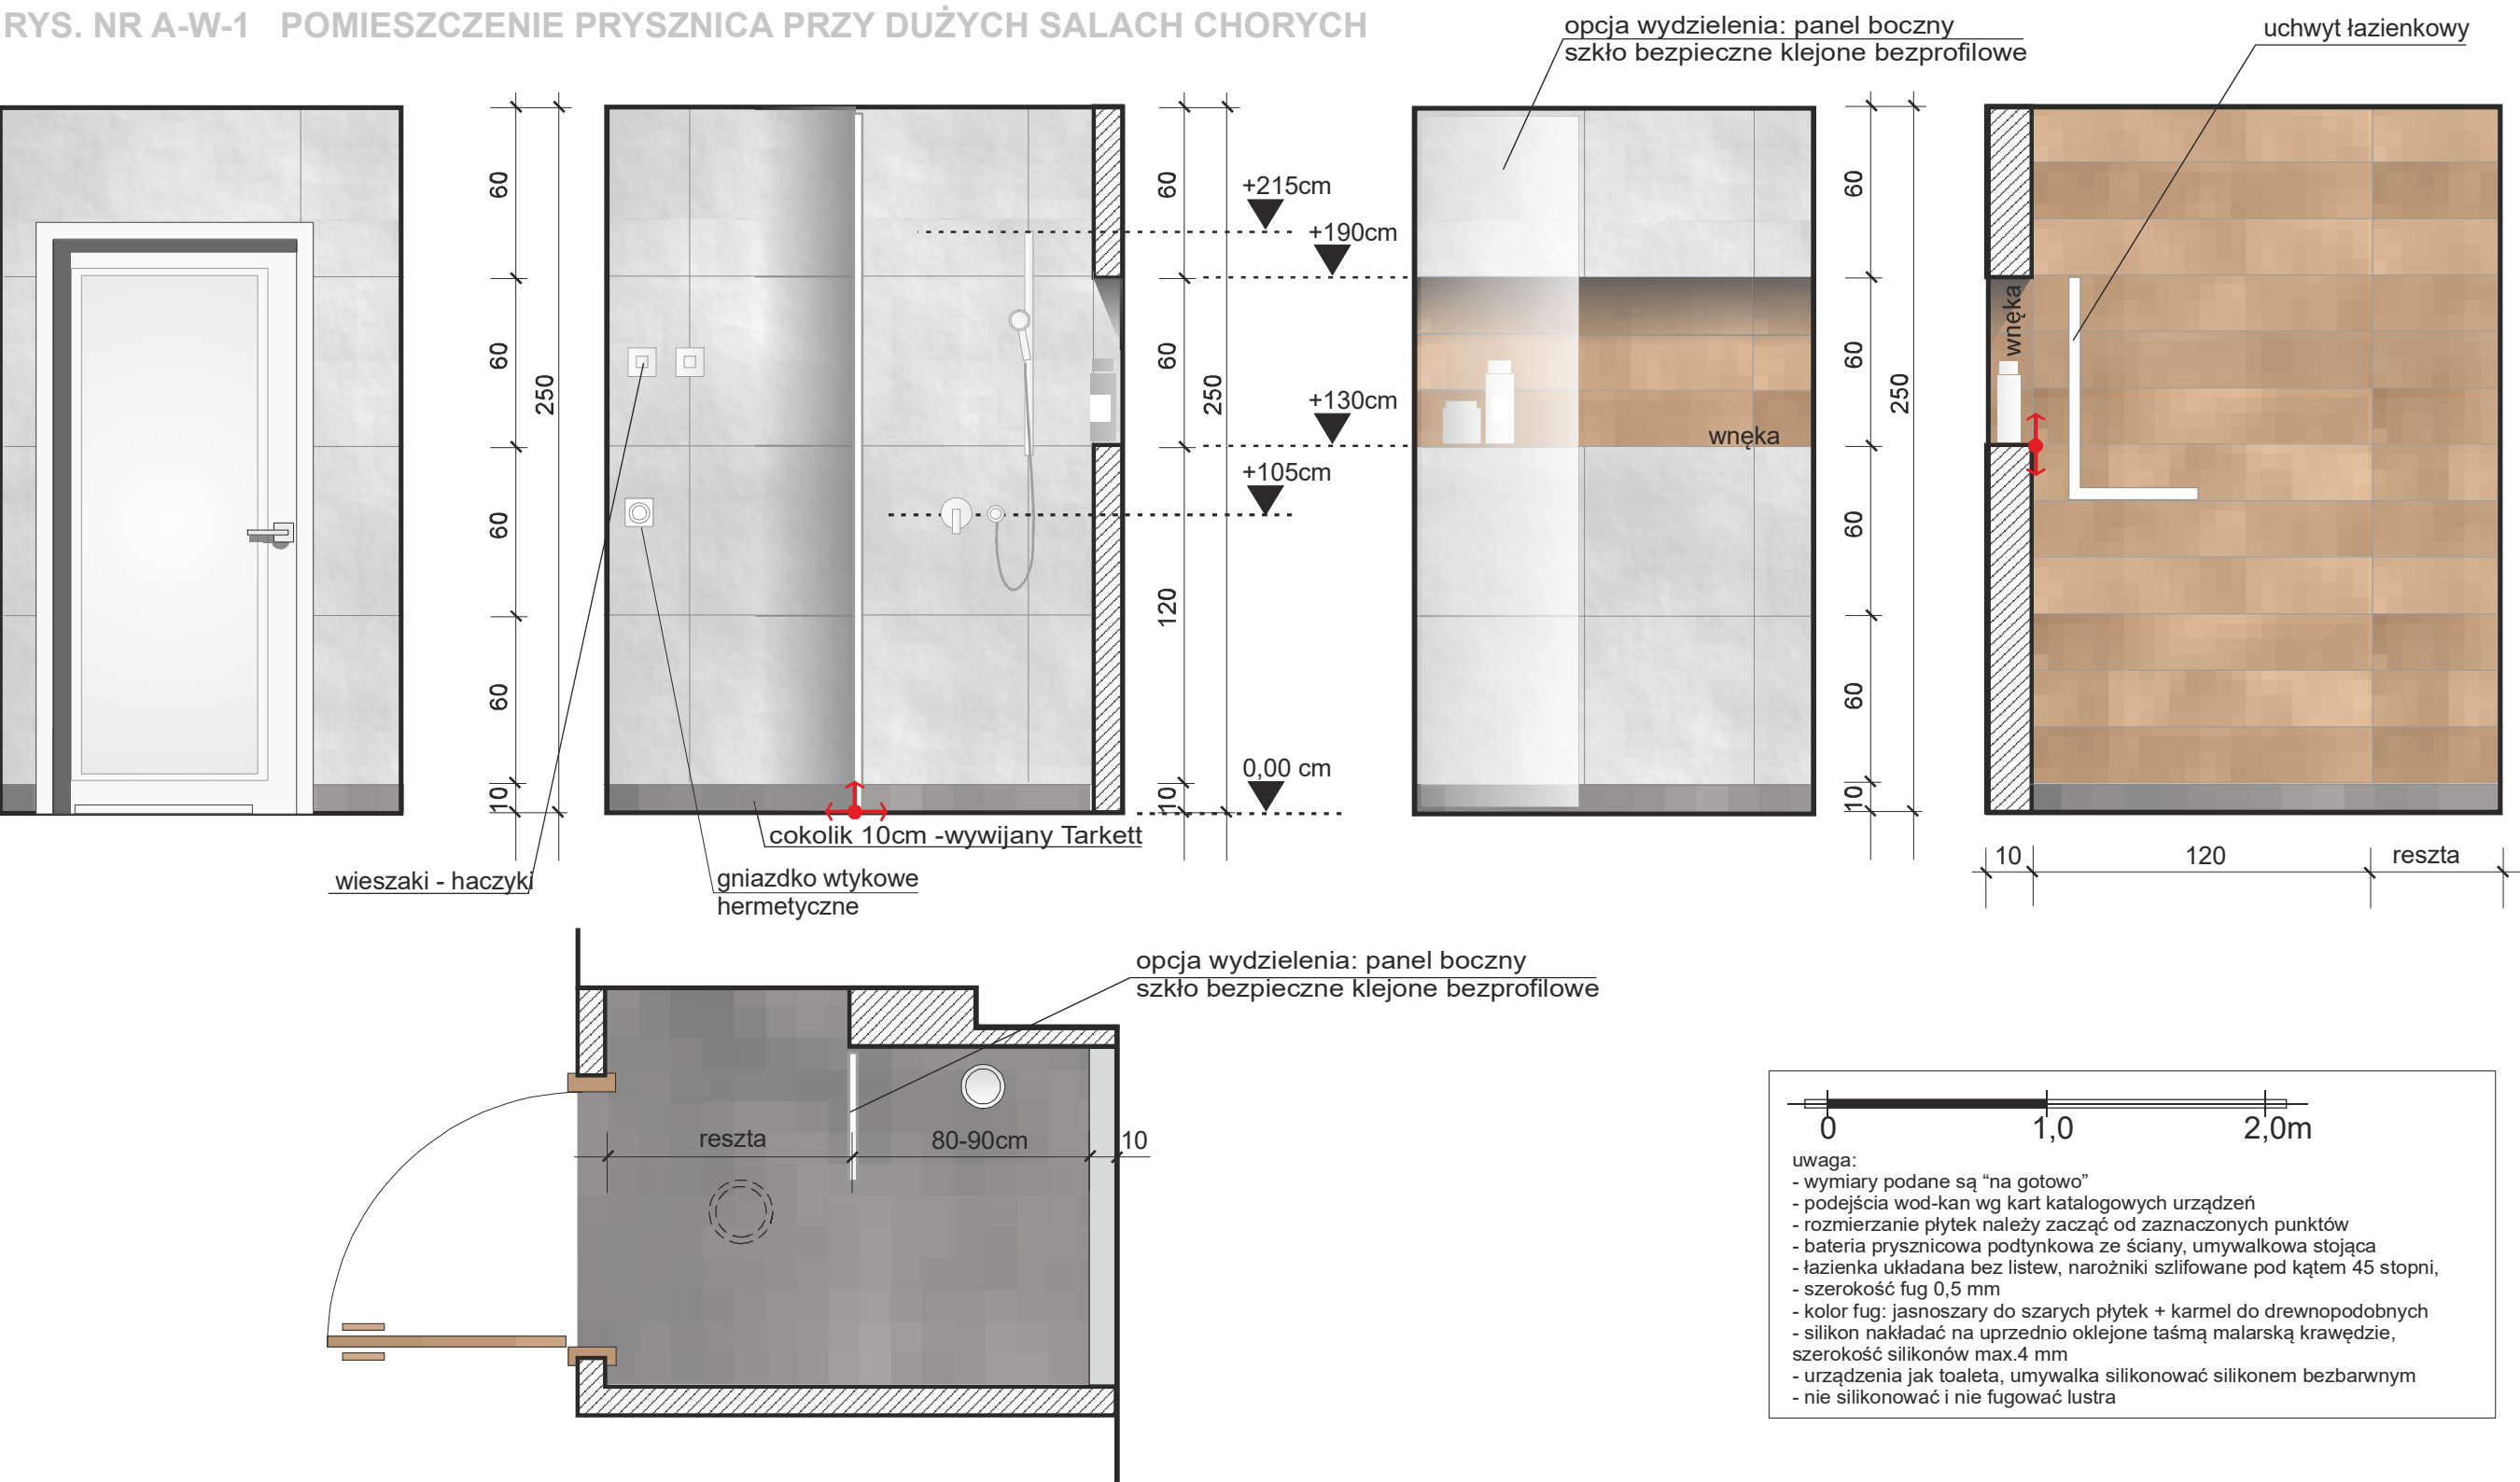 RYS. NR A-W-1 POMIESZCZENIE PRYSZNICA PRZY DUŻYCH SALACH CHORYCH
opcja wydzielenia: panel boczny
szkło bezpieczne klejone bezprofilowe
uchwyt łazienkowy
60
60
60
60
10
250
60
60
120
10
250
+215cm
+190cm
+130cm
+105cm
0,00 cm
wnęka
60
60
60
60
10
250
wnęka
10
120
reszta
cokolik 10cm -wywijany Tarkett
wieszaki - haczyki
gniazdko wtykowe
hermetyczne
opcja wydzielenia: panel boczny
szkło bezpieczne klejone bezprofilowe
reszta
80-90cm
10
0
1,0
2,0m
uwaga:
- wymiary podane są “na gotowo”
- podejścia wod-kan wg kart katalogowych urządzeń
- rozmierzanie płytek należy zacząć od zaznaczonych punktów
- bateria prysznicowa podtynkowa ze ściany, umywalkowa stojąca
- łazienka układana bez listew, narożniki szlifowane pod kątem 45 stopni,
- szerokość fug 0,5 mm
- kolor fug: jasnoszary do szarych płytek + karmel do drewnopodobnych
- silikon nakładać na uprzednio oklejone taśmą malarską krawędzie,
szerokość silikonów max.4 mm
- urządzenia jak toaleta, umywalka silikonować silikonem bezbarwnym
- nie silikonować i nie fugować lustra